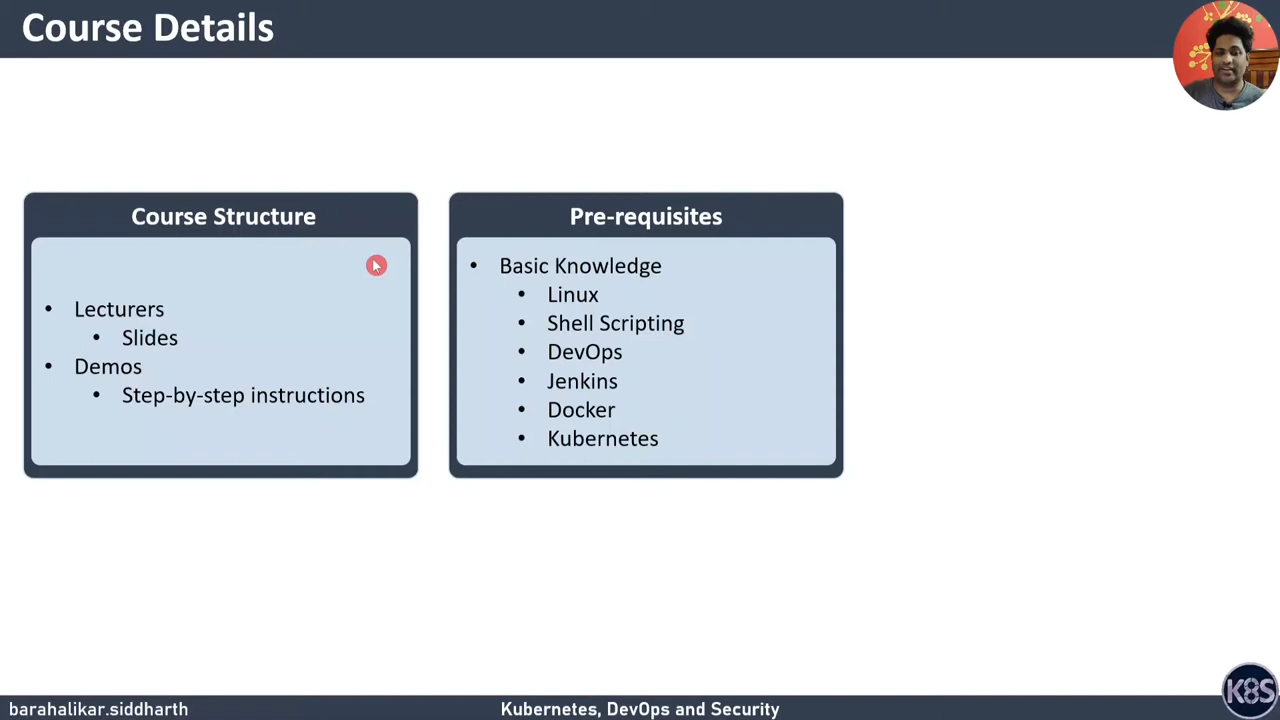 Course Details
Course Structure
• Lecturers
• Slides
• Demos
• Step-by-step instructions
Pre-requisites
• Basic Knowledge
• Linux
• Shell Scripting
• DevOps
• Jenkins
• Docker
• Kubernetes
barahalikar.siddharth
Kubernetes, DevOps and Security
K8S